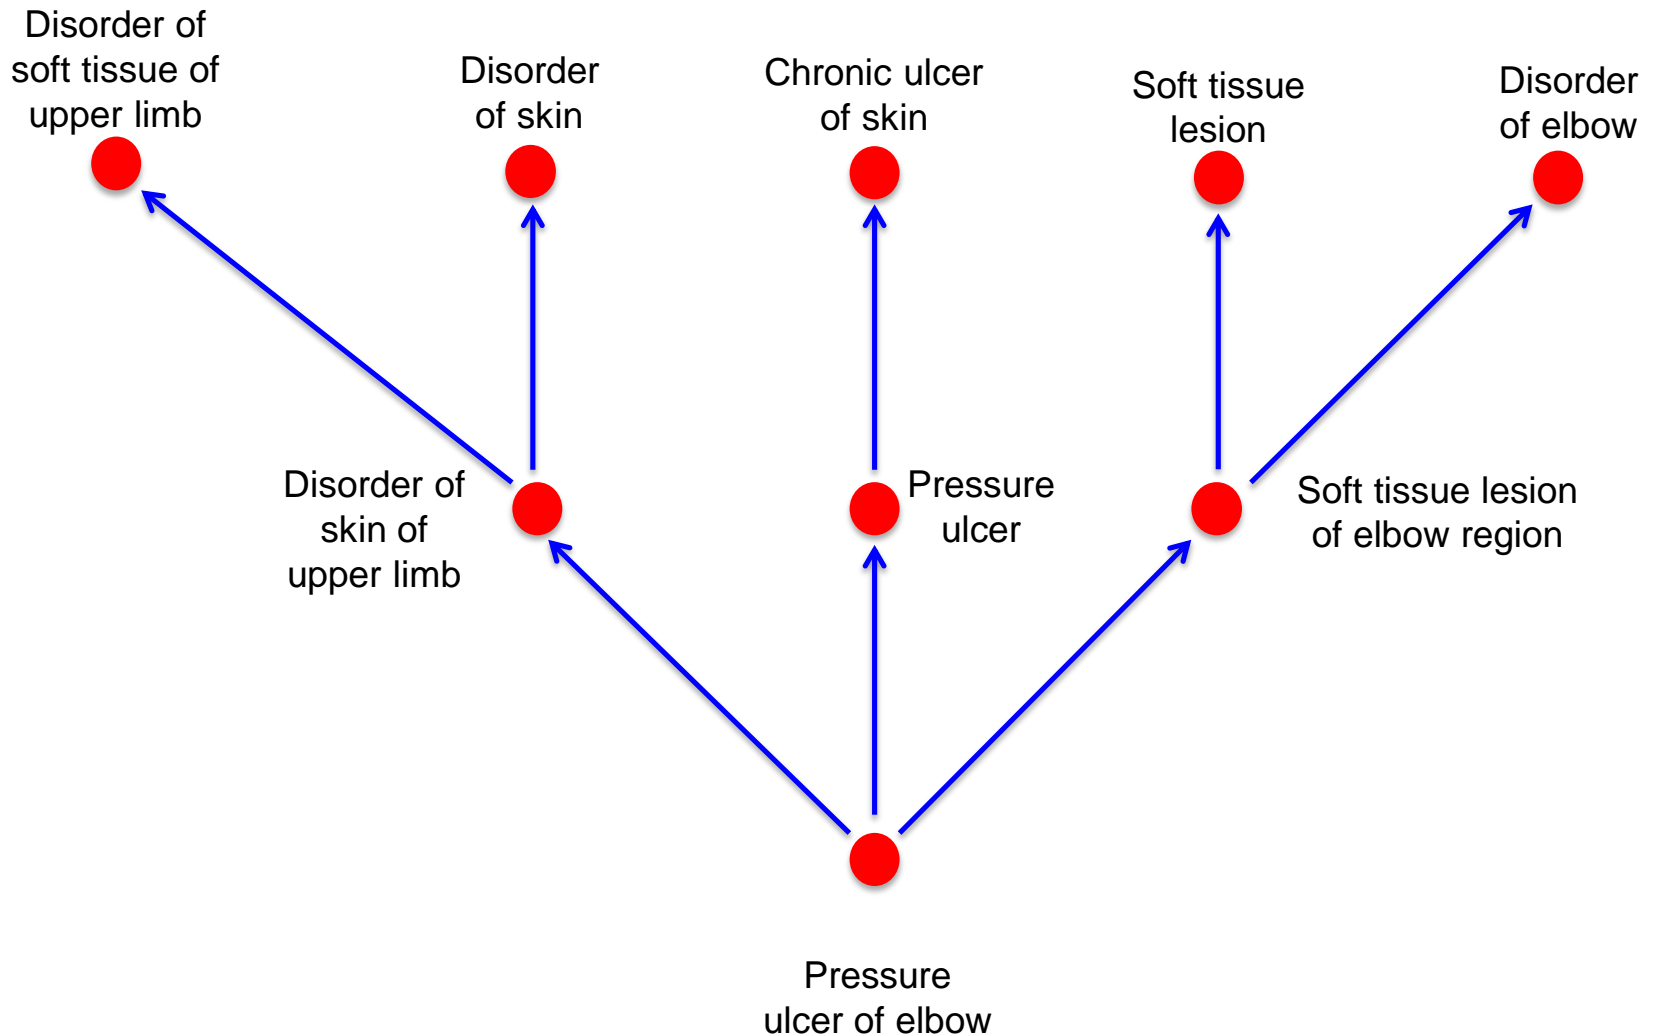 Disorder of
soft tissue of
upper limb
Disorder
of skin
Chronic ulcer
of skin
Soft tissue
lesion
Disorder
of elbow
Disorder of
skin of
upper limb
Pressure
ulcer
Soft tissue lesion
of elbow region
Pressure
ulcer of elbow